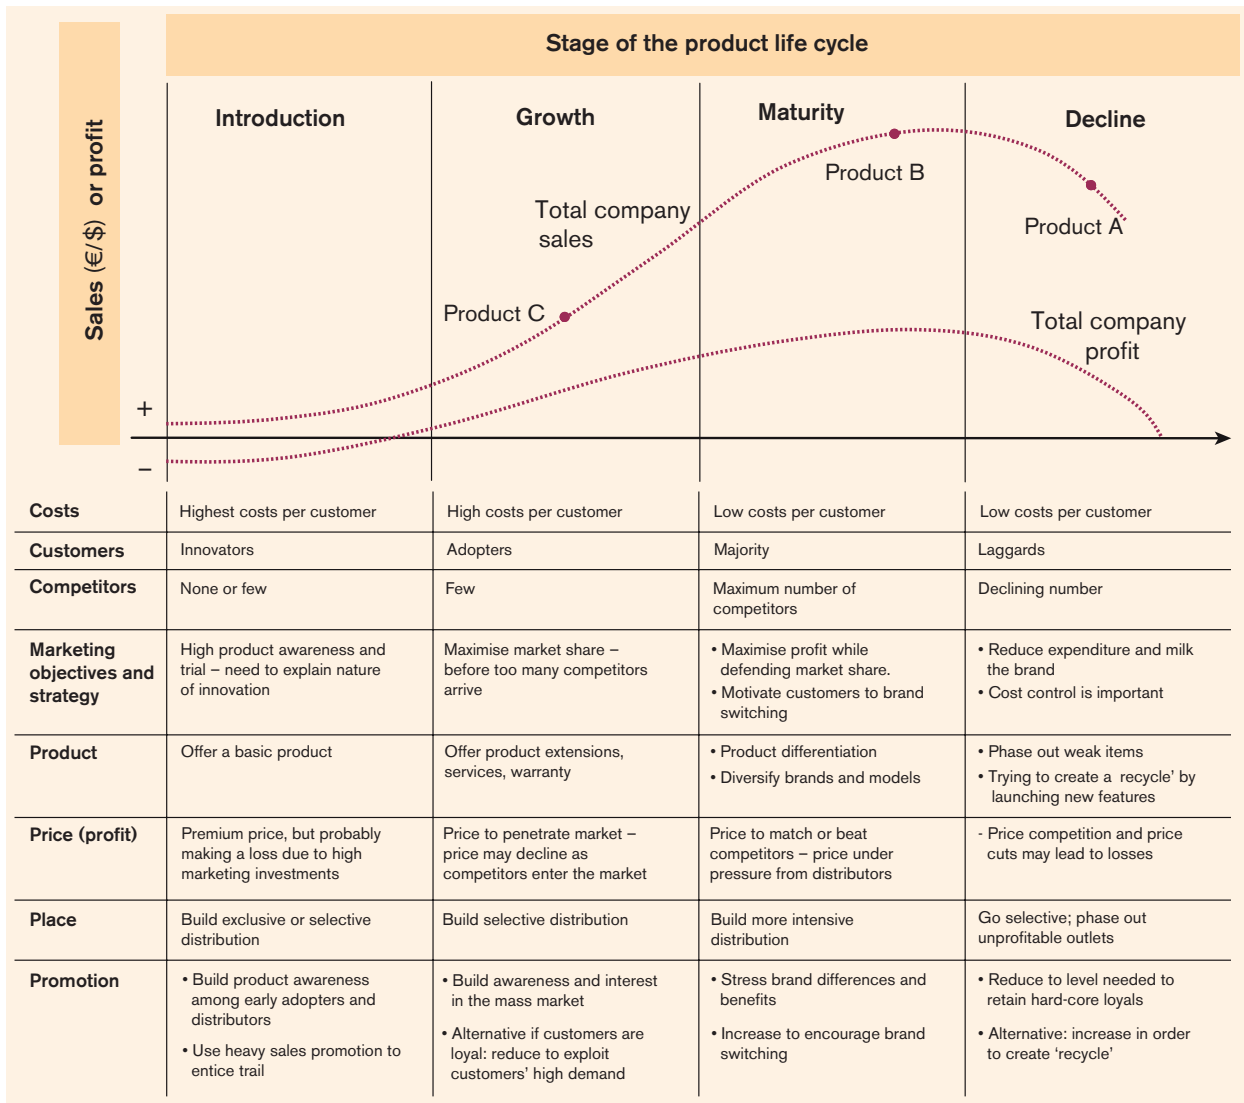 Stage of the product life cycle
Sales (€/$) or profit
Introduction
Growth
Maturity
Decline
Product B
Total company
sales
Product A
Product C
Total company
profit
+
–
Costs
Highest costs per customer
High costs per customer
Low costs per customer
Low costs per customer
Customers
Innovators
Adopters
Majority
Laggards
Competitors
None or few
Few
Maximum number of
competitors
Declining number
Marketing
objectives and
strategy
High product awareness and
trial – need to explain nature
of innovation
Maximise market share –
before too many competitors
arrive
• Maximise profit while
defending market share.
• Motivate customers to brand
switching
• Reduce expenditure and milk
the brand
• Cost control is important
Product
Offer a basic product
Offer product extensions,
services, warranty
• Product differentiation
• Diversify brands and models
• Phase out weak items
• Trying to create a recycle’ by
launching new features
Price (profit)
Premium price, but probably
making a loss due to high
marketing investments
Price to penetrate market –
price may decline as
competitors enter the market
Price to match or beat
competitors – price under
pressure from distributors
- Price competition and price
cuts may lead to losses
Place
Build exclusive or selective
distribution
Build selective distribution
Build more intensive
distribution
Go selective; phase out
unprofitable outlets
Promotion
• Build product awareness
among early adopters and
distributors
• Use heavy sales promotion to
entice trail
• Build awareness and interest
in the mass market
• Alternative if customers are
loyal: reduce to exploit
customers’ high demand
• Stress brand differences and
benefits
• Increase to encourage brand
switching
• Reduce to level needed to
retain hard-core loyals
• Alternative: increase in order
to create ‘recycle’